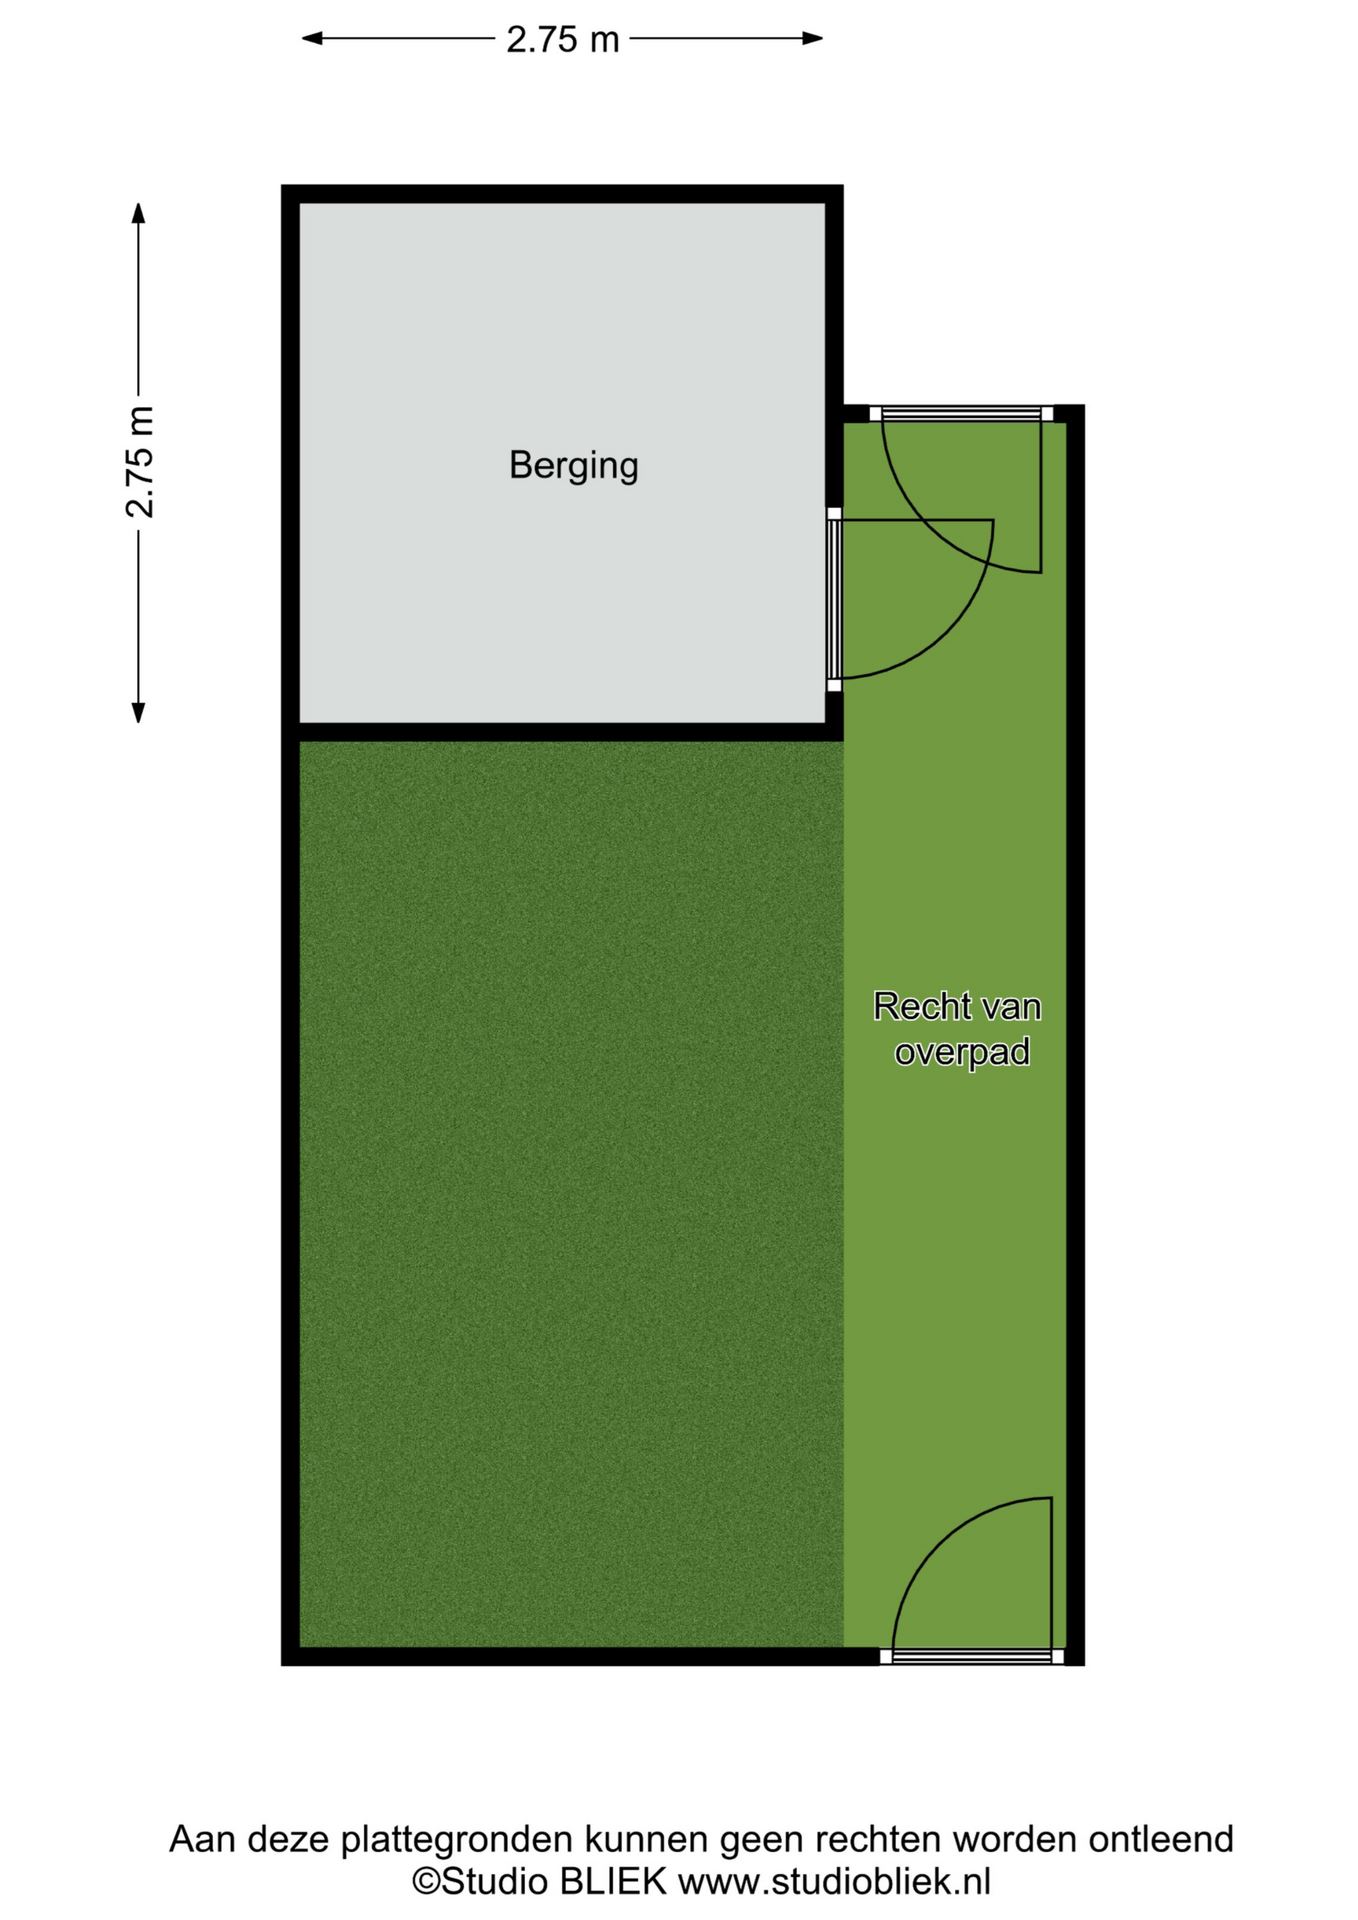 2.75 m
2.75 m
Berging
Recht van
overpad
Aan deze plattegronden kunnen geen rechten worden ontleend
©Studio BLIEK www.studiobliek.nl